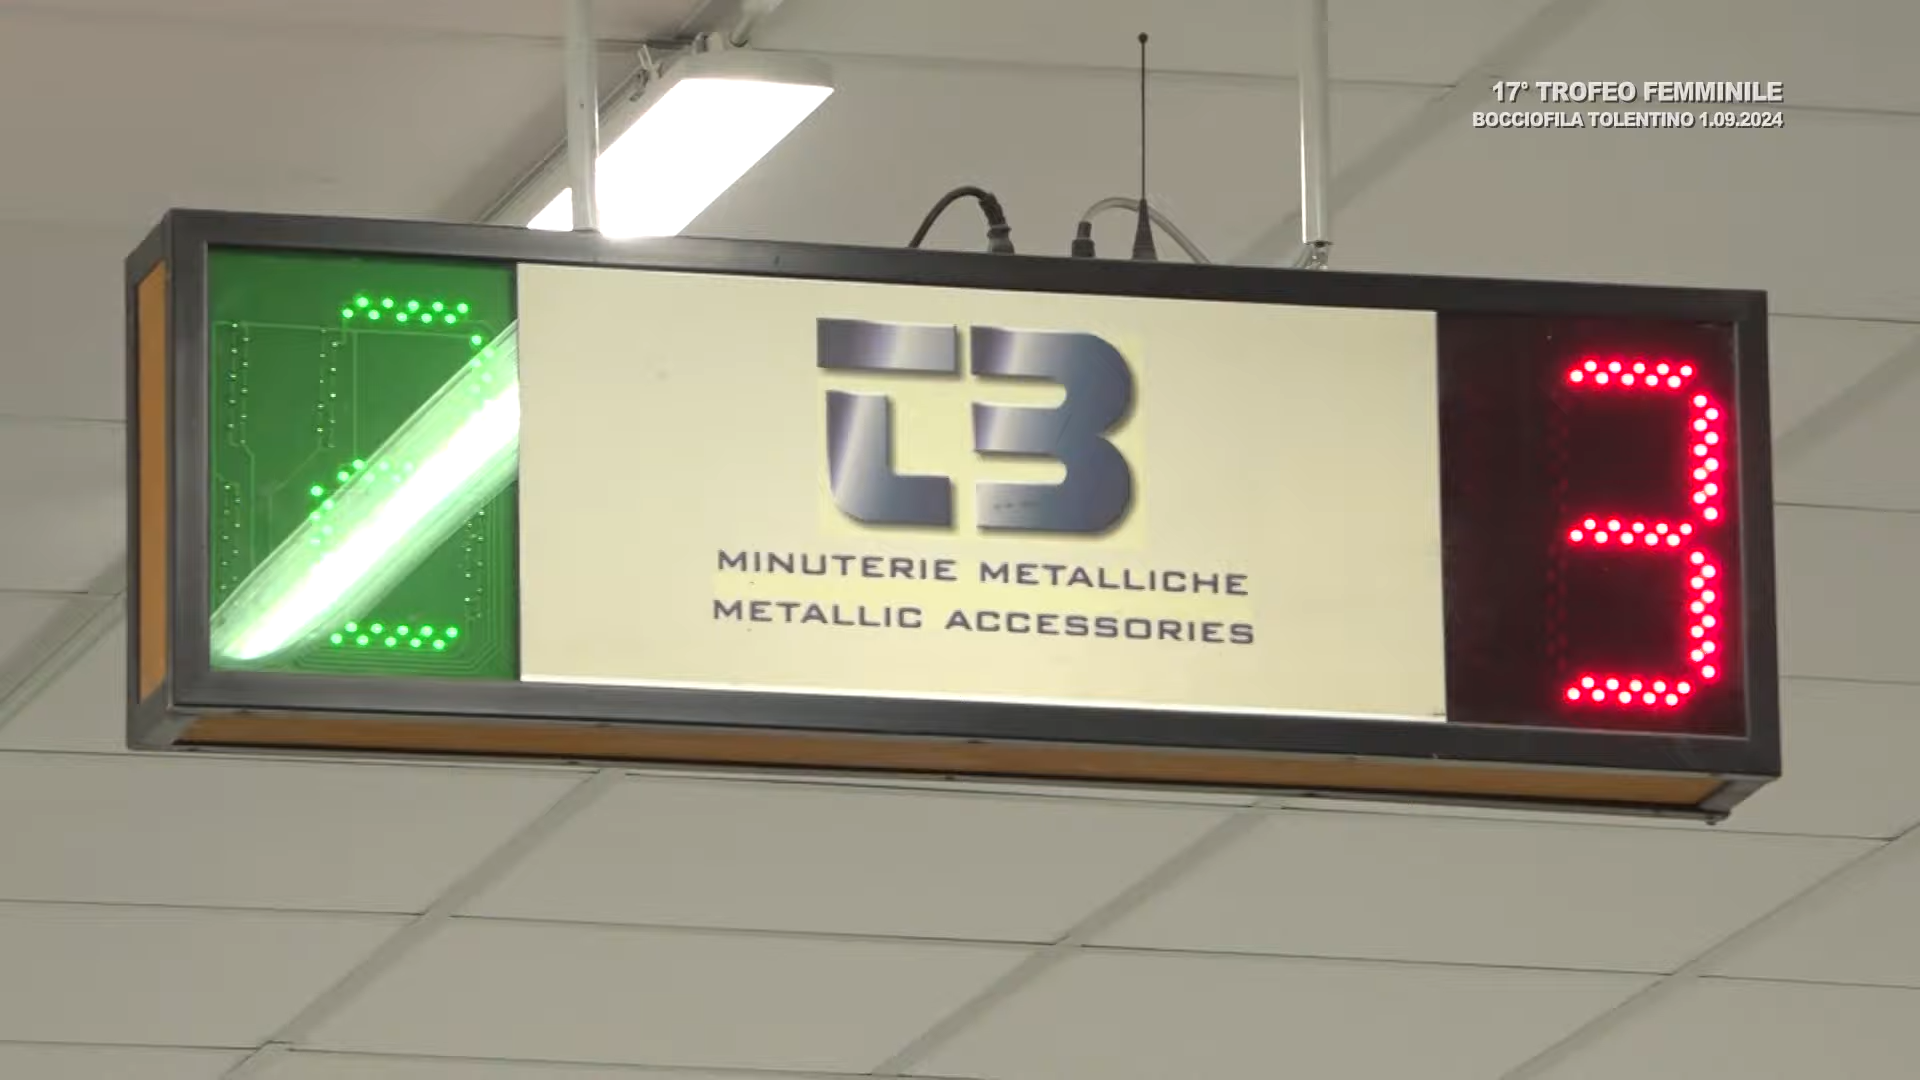 17° TROFEO FEMMINILE
BOCCIOFILA TOLENTINO 1.09.2024
2
CB
MINUTERIE METALLICHE
METALLIC ACCESSORIES
3